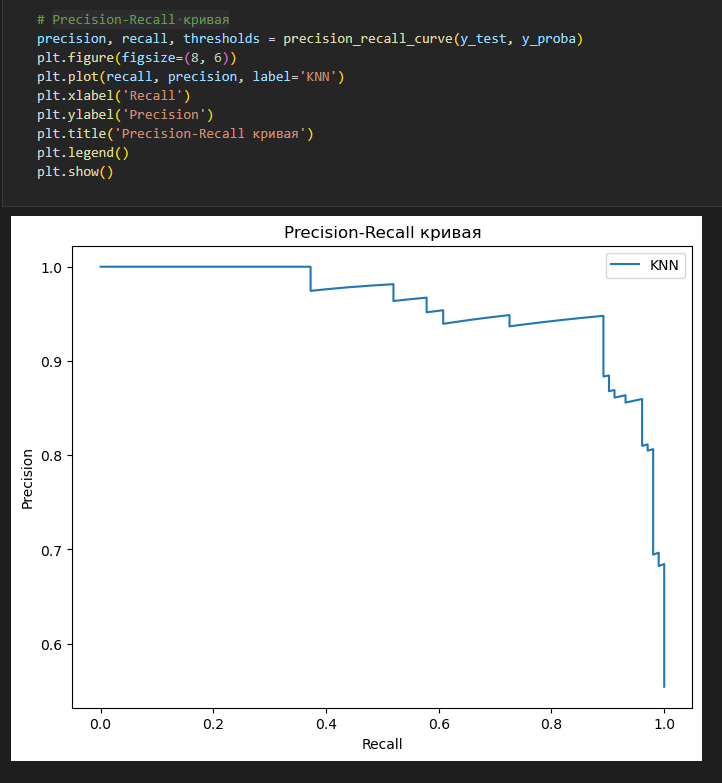 # Precision-Recall кривая
precision, recall, thresholds = precision_recall_curve(y_test, y_proba)
plt.figure(figsize=(8, 6))
plt.plot(recall, precision, label='KNN')
plt.xlabel('Recall')
plt.ylabel('Precision')
plt.title('Precision-Recall кривая')
plt.legend()
plt.show()
Precision-Recall кривая
KNN
1.0
0.9
0.8
0.7
0.6
Precision
0.0 0.2 0.4 0.6 0.8 1.0
Recall